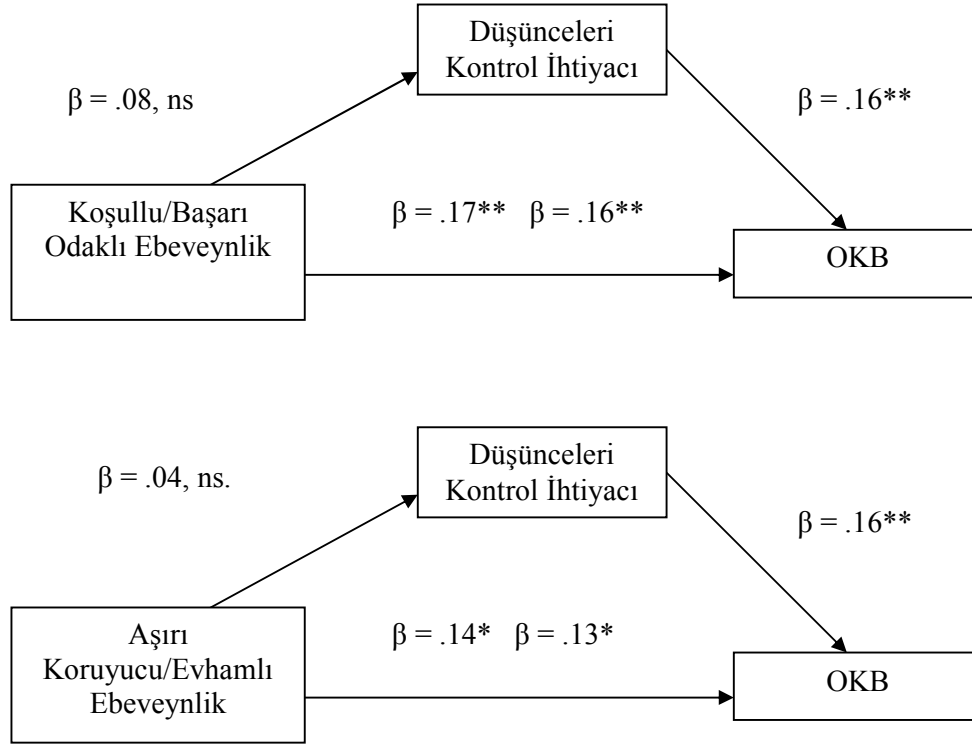 Düşünceleri
Kontrol İhtiyacı
β = .08, ns
β = .16**
Koşullu/Başarı
Odaklı Ebeveynlik
β = .17** β = .16**
OKB
Düşünceleri
Kontrol İhtiyacı
β = .04, ns.
β = .16**
Aşırı
Koruyucu/Evhamlı
Ebeveynlik
β = .14* β = .13*
OKB